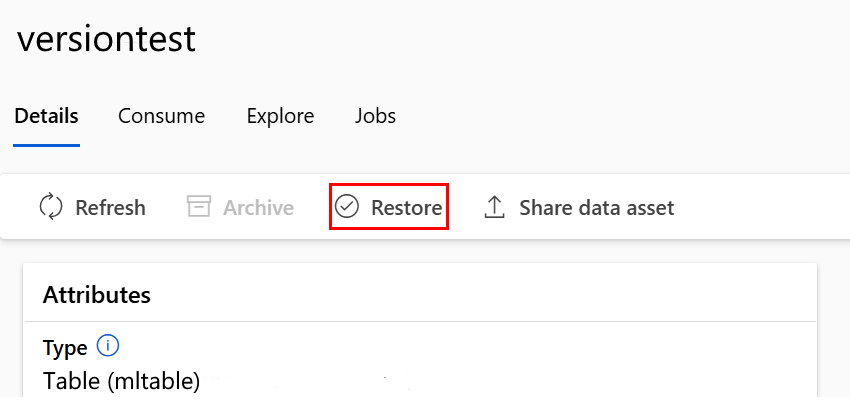 versiontest
Details Consume Explore Jobs
Refresh Archive Restore Share data asset
Attributes
Type
Table (mltable)